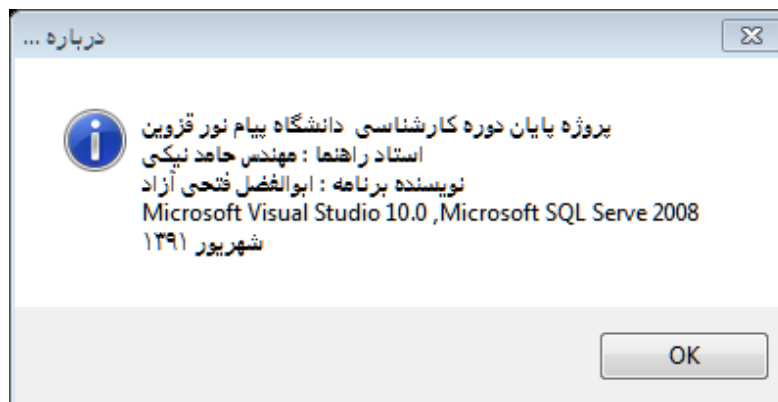 درباره ...
پروژه پایان دوره کارشناسی دانشگاه پیام نور قزوین
استاد راهنما : مهندس حامد نیکی
نویسنده برنامه : ابوالفضل فتحی آزاد
Microsoft Visual Studio 10.0 ,Microsoft SQL Serve 2008
شهریور ۱۳۹۱
OK